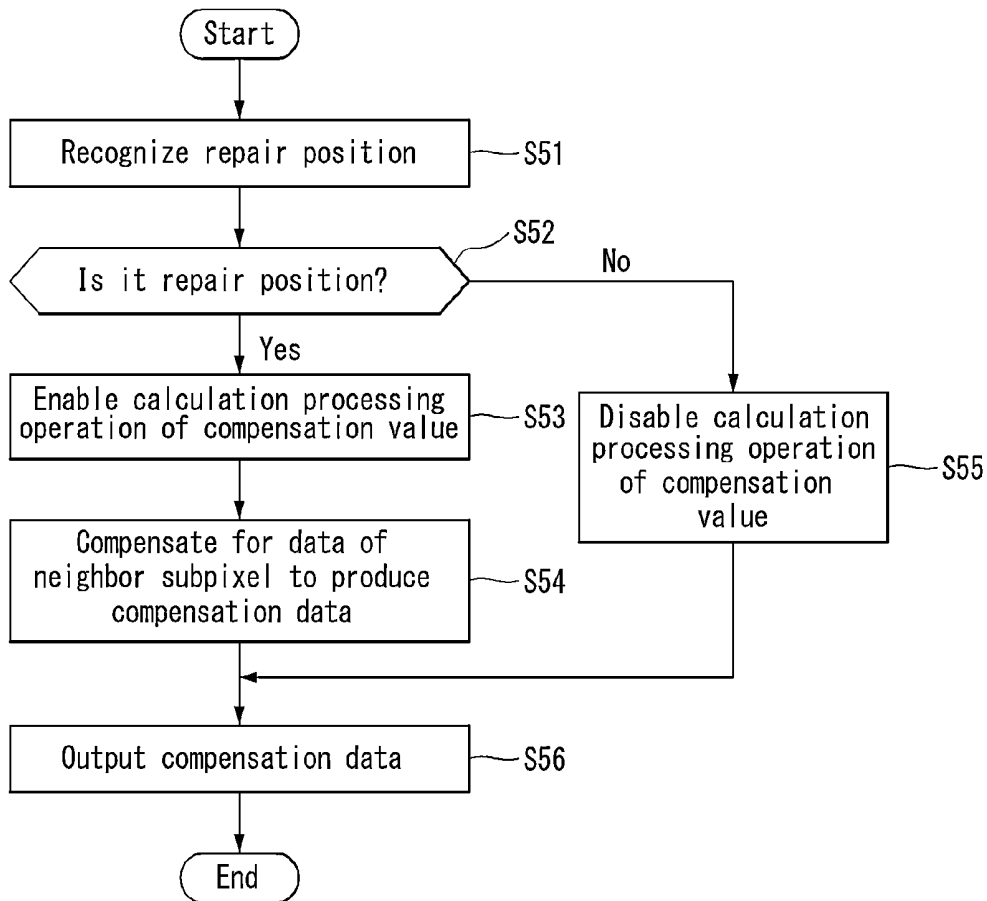 Start
Recognize repair position
S51
S52
Is it repair position?
No
Yes
Enable calculation processing
operation of compensation value
S53
Disable calculation
processing operation
of compensation
value
S55
Compensate for data of
neighbor subpixel to produce
compensation data
S54
Output compensation data
S56
End